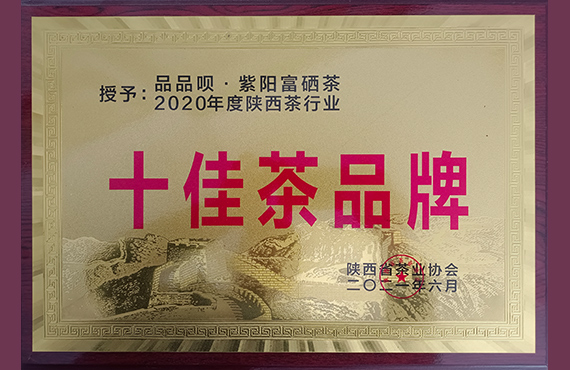 授予：品品呗·紫阳富硒茶
2020年度陕西茶行业
十佳茶品牌
陕西省茶业协会
二〇二一年六月